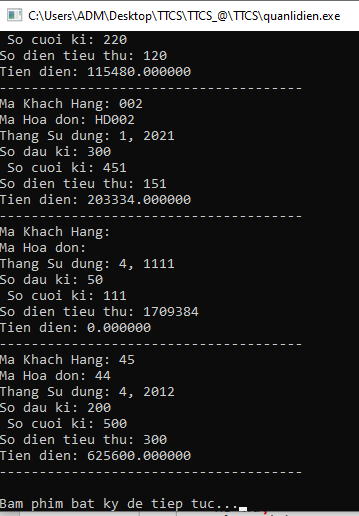 C:\Users\ADM\Desktop\TTCS\TTCS_@\TTCS\quanlidien.exe
So cuoi ki: 220
So dien tieu thu: 120
Tien dien: 115480.000000
-----------------------------------
Ma Khach Hang: 002
Ma Hoa don: HD002
Thang Su dung: 1, 2021
So dau ki: 300
So cuoi ki: 451
So dien tieu thu: 151
Tien dien: 203334.000000
-----------------------------------
Ma Khach Hang:
Ma Hoa don:
Thang Su dung: 4, 1111
So dau ki: 50
So cuoi ki: 111
So dien tieu thu: 1709384
Tien dien: 0.000000
-----------------------------------
Ma Khach Hang: 45
Ma Hoa don: 44
Thang Su dung: 4, 2012
So dau ki: 200
So cuoi ki: 500
So dien tieu thu: 300
Tien dien: 625600.000000
-----------------------------------
Bam phim bat ky de tiep tuc...